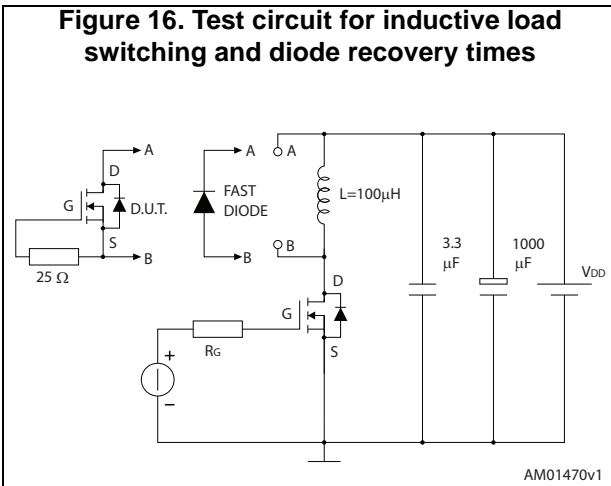 Figure 16. Test circuit for inductive load
switching and diode recovery times
A
D
G
D.U.T.
S
B
25 Ω
A
FAST
DIODE
B
A
L=100μH
B
D
G
S
RG
+
–
3.3
μF
1000
μF
VDD
AM01470v1